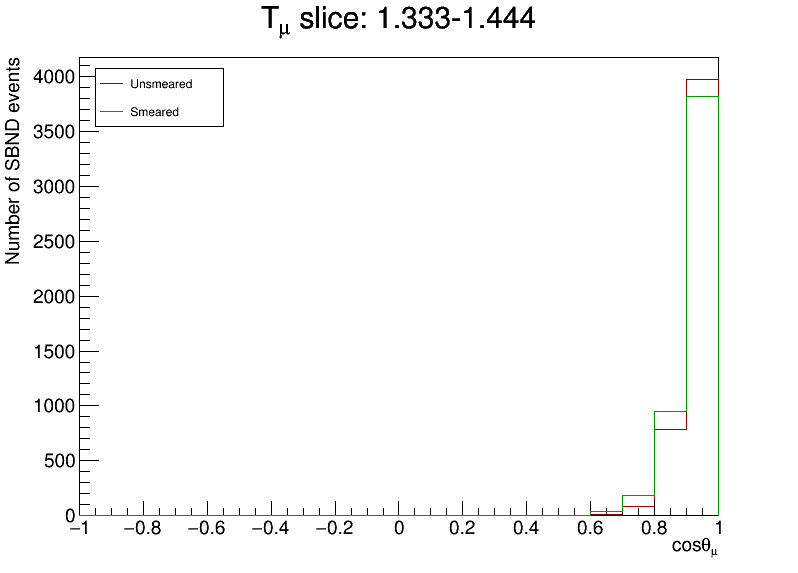 Tμ slice: 1.333-1.444
Number of SBND events
Unsmeared
Smeared
4000
3500
3000
2500
2000
1500
1000
500
0
−1 −0.8 −0.6 −0.4 −0.2 0 0.2 0.4 0.6 0.8 1
cosθμ